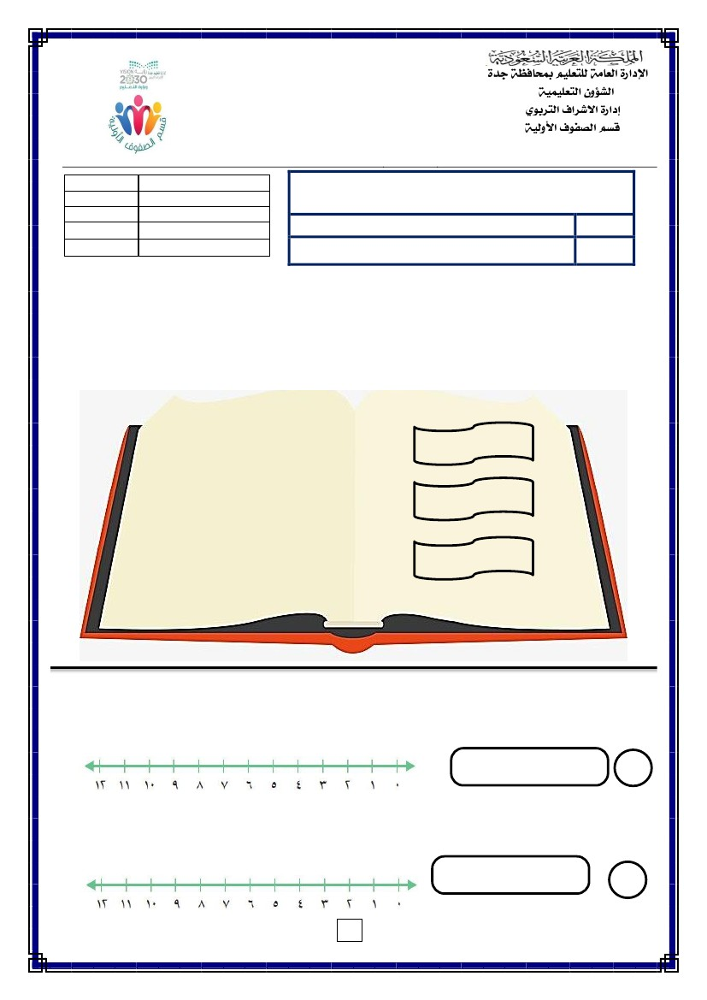 المملكة العربية السعودية
الإدارة العامة للتعليم بمحافظة جدة
الشؤون التعليمية
إدارة الاشراف التربوي
قسم الصفوف الأولية
VISION رؤية
2030
وزارة التعليم
قسم الصفوف الأولية
١٢ ١١ ١٠ ٩ ٨ ٧ ٦ ٥ ٤ ٣ ٢ ١ ٠
١٢ ١١ ١٠ ٩ ٨ ٧ ٦ ٥ ٤ ٣ ٢ ١ ٠